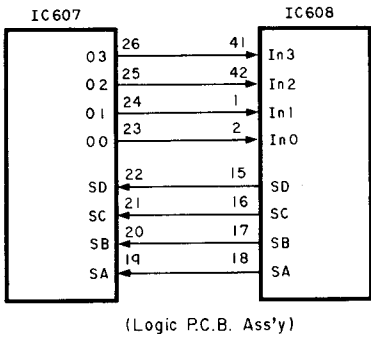 IC607 IC608
O3 26 41 In3
O2 25 42 In2
O1 24 1 In1
O0 23 2 In0
SD 22 15 SD
SC 21 16 SC
SB 20 17 SB
SA 19 18 SA
(Logic P.C.B. Ass'y)